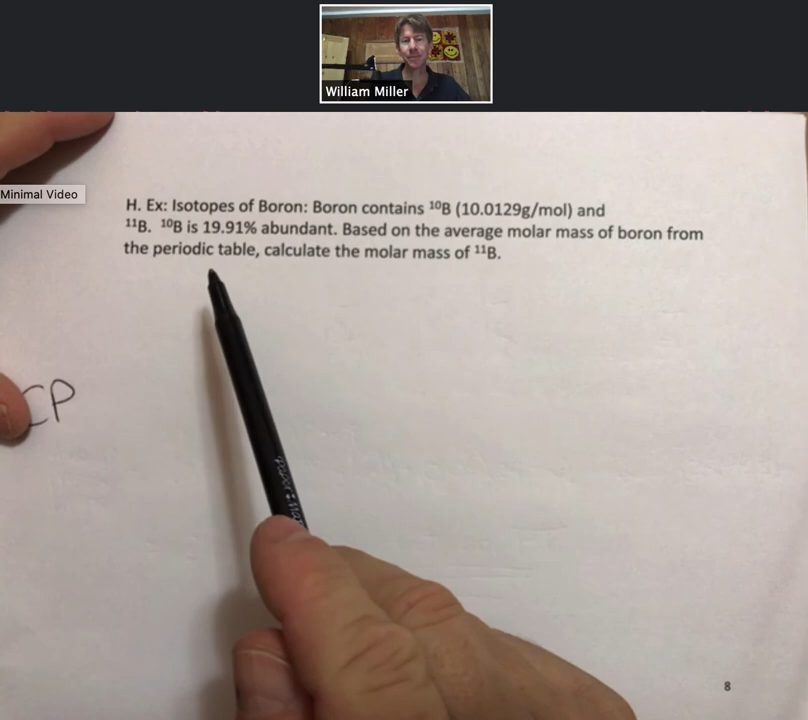 William Miller
Minimal Video
H. Ex: Isotopes of Boron: Boron contains ¹⁰B (10.0129g/mol) and
¹¹B. ¹⁰B is 19.91% abundant. Based on the average molar mass of boron from
the periodic table, calculate the molar mass of ¹¹B.
CP
8